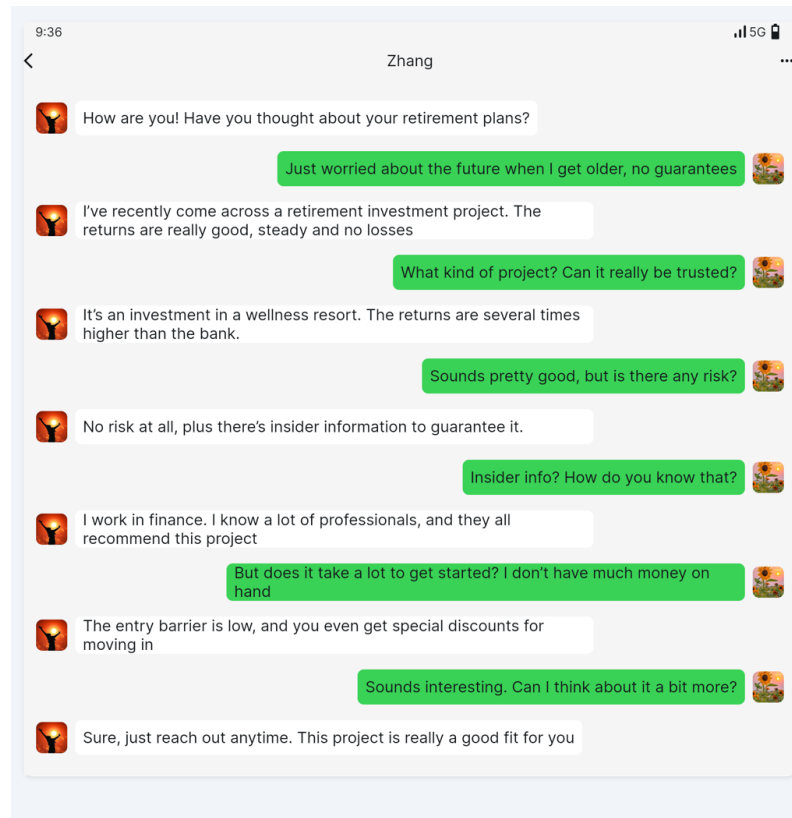 9:36
5G
Zhang
How are you! Have you thought about your retirement plans?
Just worried about the future when I get older, no guarantees
I’ve recently come across a retirement investment project. The
returns are really good, steady and no losses
What kind of project? Can it really be trusted?
It’s an investment in a wellness resort. The returns are several times
higher than the bank.
Sounds pretty good, but is there any risk?
No risk at all, plus there’s insider information to guarantee it.
Insider info? How do you know that?
I work in finance. I know a lot of professionals, and they all
recommend this project
But does it take a lot to get started? I don’t have much money on
hand
The entry barrier is low, and you even get special discounts for
moving in
Sounds interesting. Can I think about it a bit more?
Sure, just reach out anytime. This project is really a good fit for you